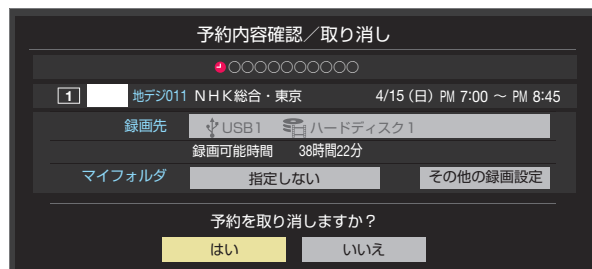 予約内容確認／取り消し
○○○○○○○○○○
1 地デジ011 NHK総合・東京 4/15（日）PM 7:00 ～ PM 8:45
録画先 USB1 ハードディスク1
録画可能時間 38時間22分
マイフォルダ 指定しない その他の録画設定
予約を取り消しますか？
はい いいえ